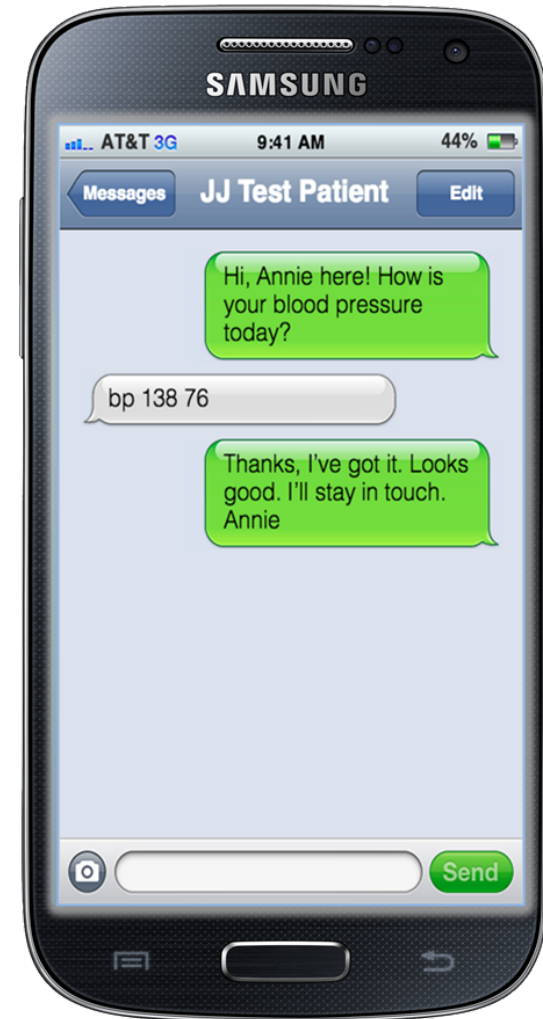 SAMSUNG
AT&T 3G 9:41 AM 44%
Messages JJ Test Patient Edit
Hi, Annie here! How is
your blood pressure
today?
bp 138 76
Thanks, I've got it. Looks
good. I'll stay in touch.
Annie
Send